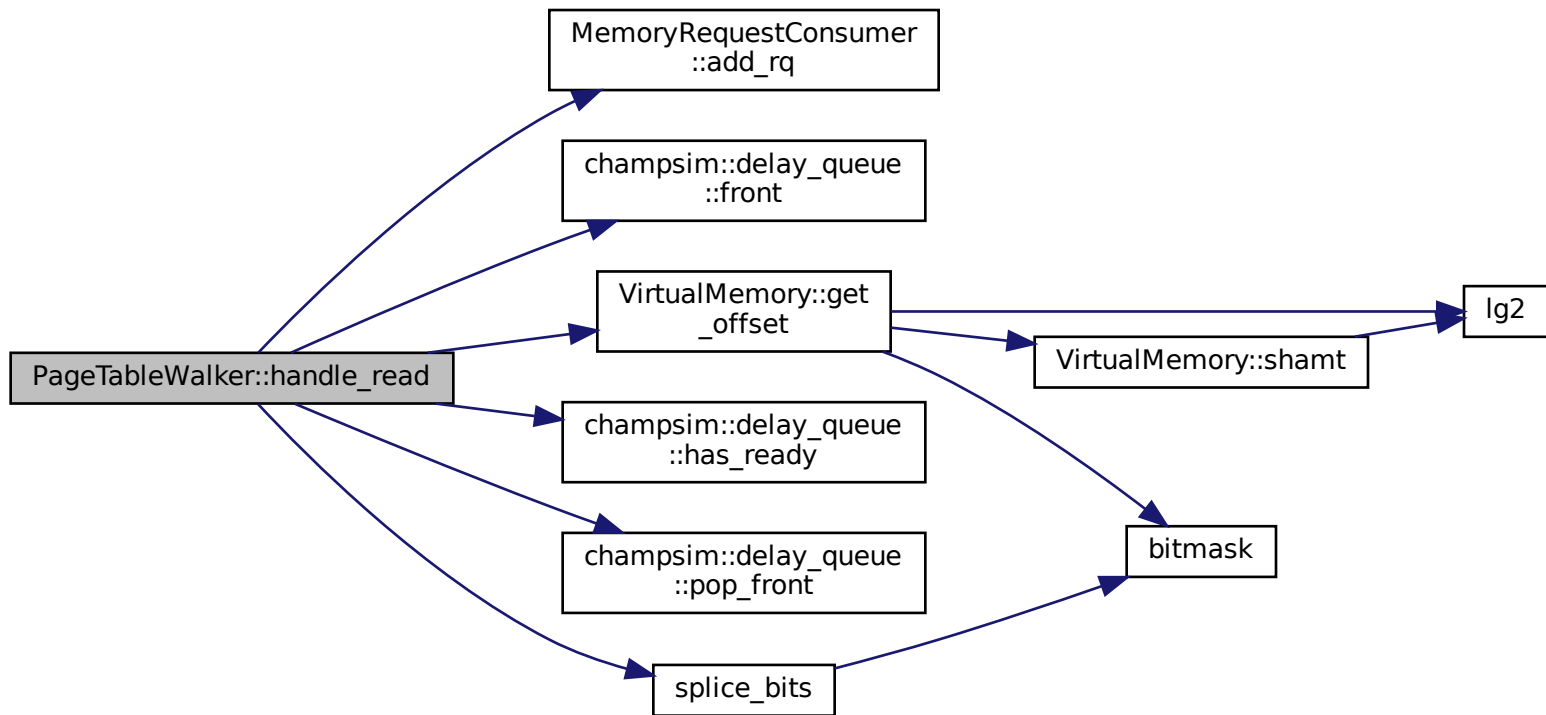 MemoryRequestConsumer
::add_rq
champsim::delay_queue
::front
VirtualMemory::get
_offset
lg2
VirtualMemory::shamt
PageTableWalker::handle_read
champsim::delay_queue
::has_ready
champsim::delay_queue
::pop_front
bitmask
splice_bits